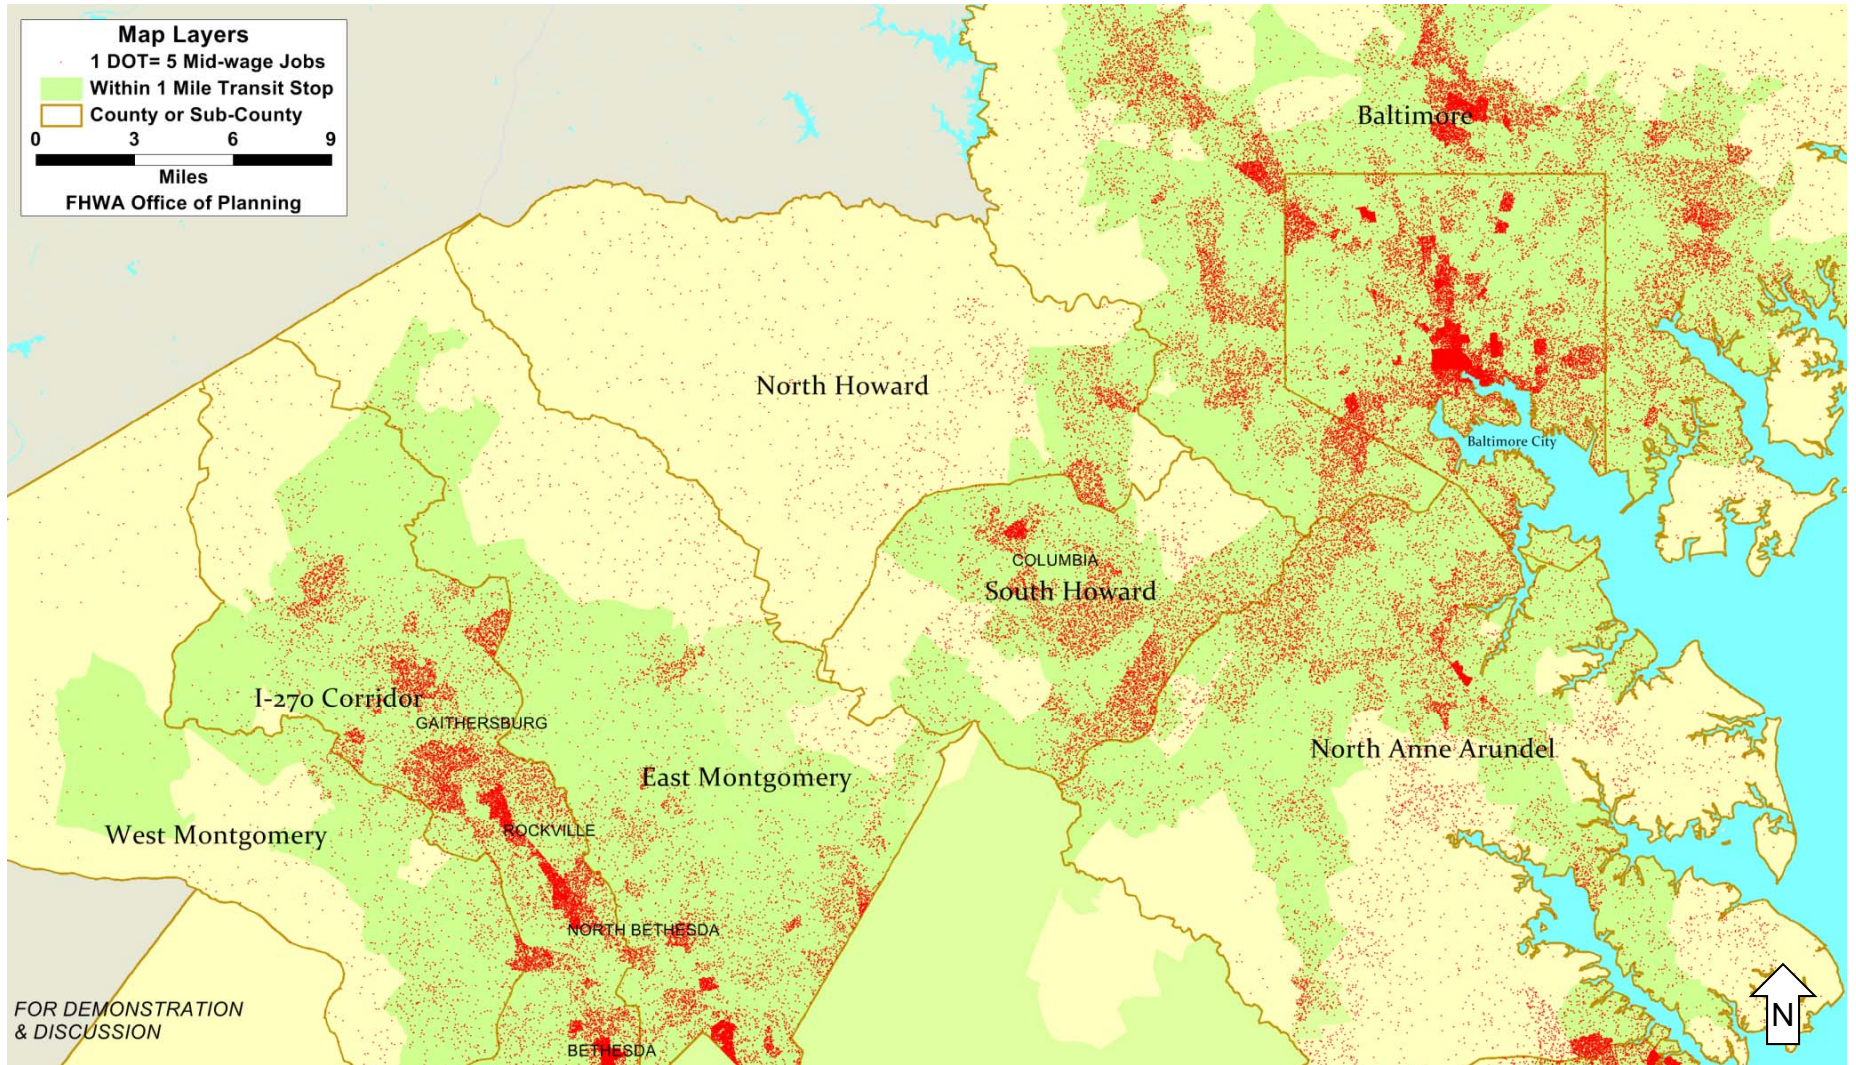 Map Layers
1 DOT= 5 Mid-wage Jobs
Within 1 Mile Transit Stop
County or Sub-County
0 3 6 9
Miles
FHWA Office of Planning
Baltimore
North Howard
Baltimore City
COLUMBIA
South Howard
I-270 Corridor
GAITHERSBURG
North Anne Arundel
East Montgomery
West Montgomery
ROCKVILLE
NORTH BETHESDA
FOR DEMONSTRATION
& DISCUSSION
N
BETHESDA